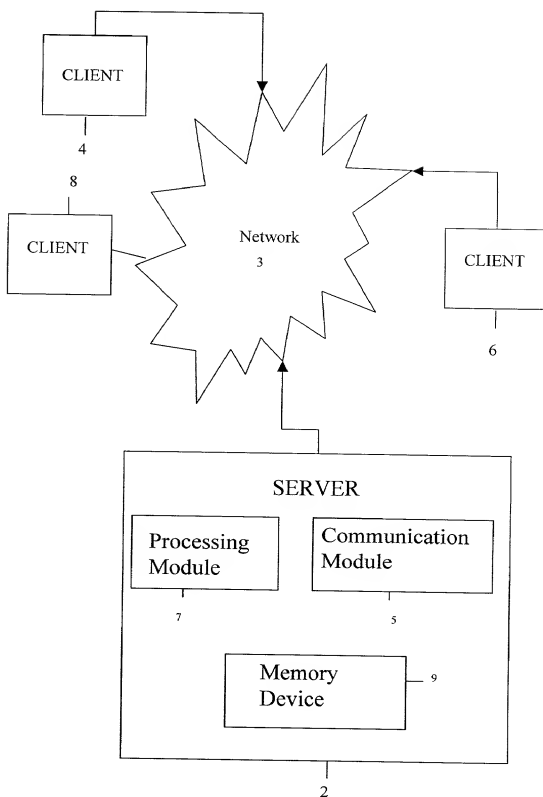 CLIENT
4
8
CLIENT
Network
3
CLIENT
6
SERVER
Processing
Module
7
Communication
Module
5
Memory
Device
9
2